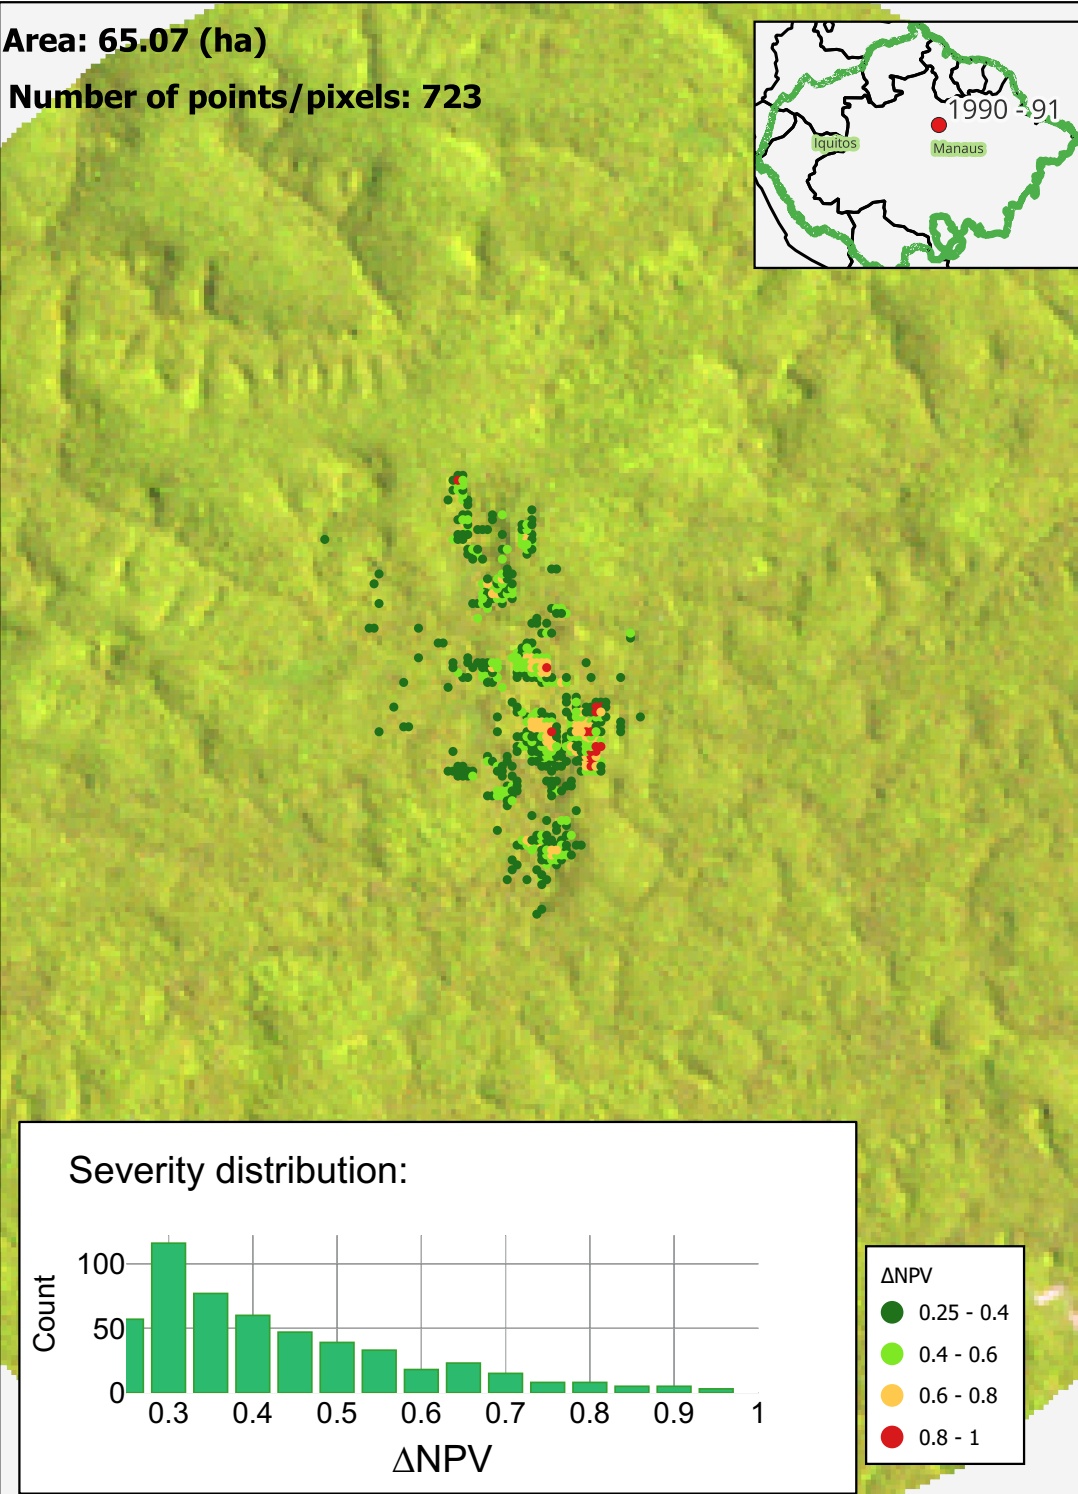 Area: 65.07 (ha)
Number of points/pixels: 723
1990 - 91
Iquitos
Manaus
Severity distribution:
Count
100
50
0
0.3 0.4 0.5 0.6 0.7 0.8 0.9 1
ΔNPV
ΔNPV
0.25 - 0.4
0.4 - 0.6
0.6 - 0.8
0.8 - 1